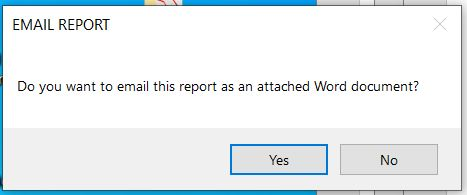 EMAIL REPORT
Do you want to email this report as an attached Word document?
Yes
No